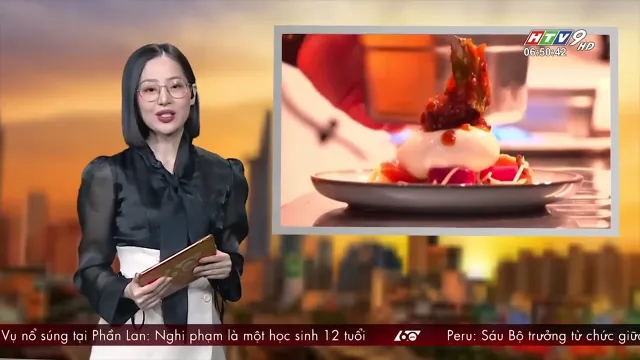 HTV9 HD
06:50:42
Vụ nổ súng tại Phần Lan: Nghi phạm là một học sinh 12 tuổi
60
Peru: Sáu Bộ trưởng từ chức giữ